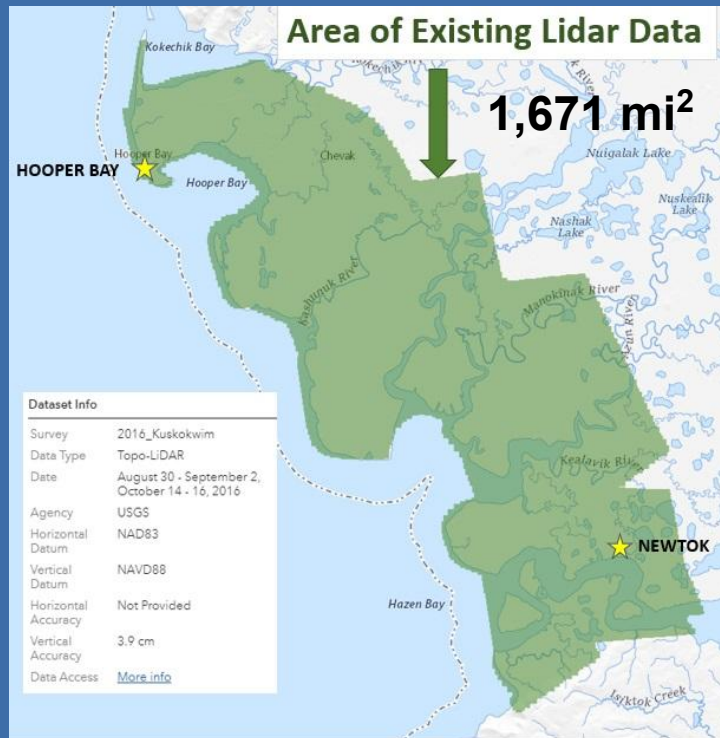 Area of Existing Lidar Data
1,671 mi²
Kokechik Bay
HOOPER BAY
Hooper Bay
Hooper Bay
Chevak
Nuigalak Lake
Nashak
Lake
Kashunuk River
Manokinak River
Kealavik River
NEWTOK
Hazen Bay
Dataset Info
Survey 2016_Kuskokwim
Data Type Topo-LiDAR
Date August 30 - September 2,
October 14 - 16, 2016
Agency USGS
Horizontal
Datum NAD83
Vertical
Datum NAVD88
Horizontal
Accuracy Not Provided
Vertical
Accuracy 3.9 cm
Data Access More info